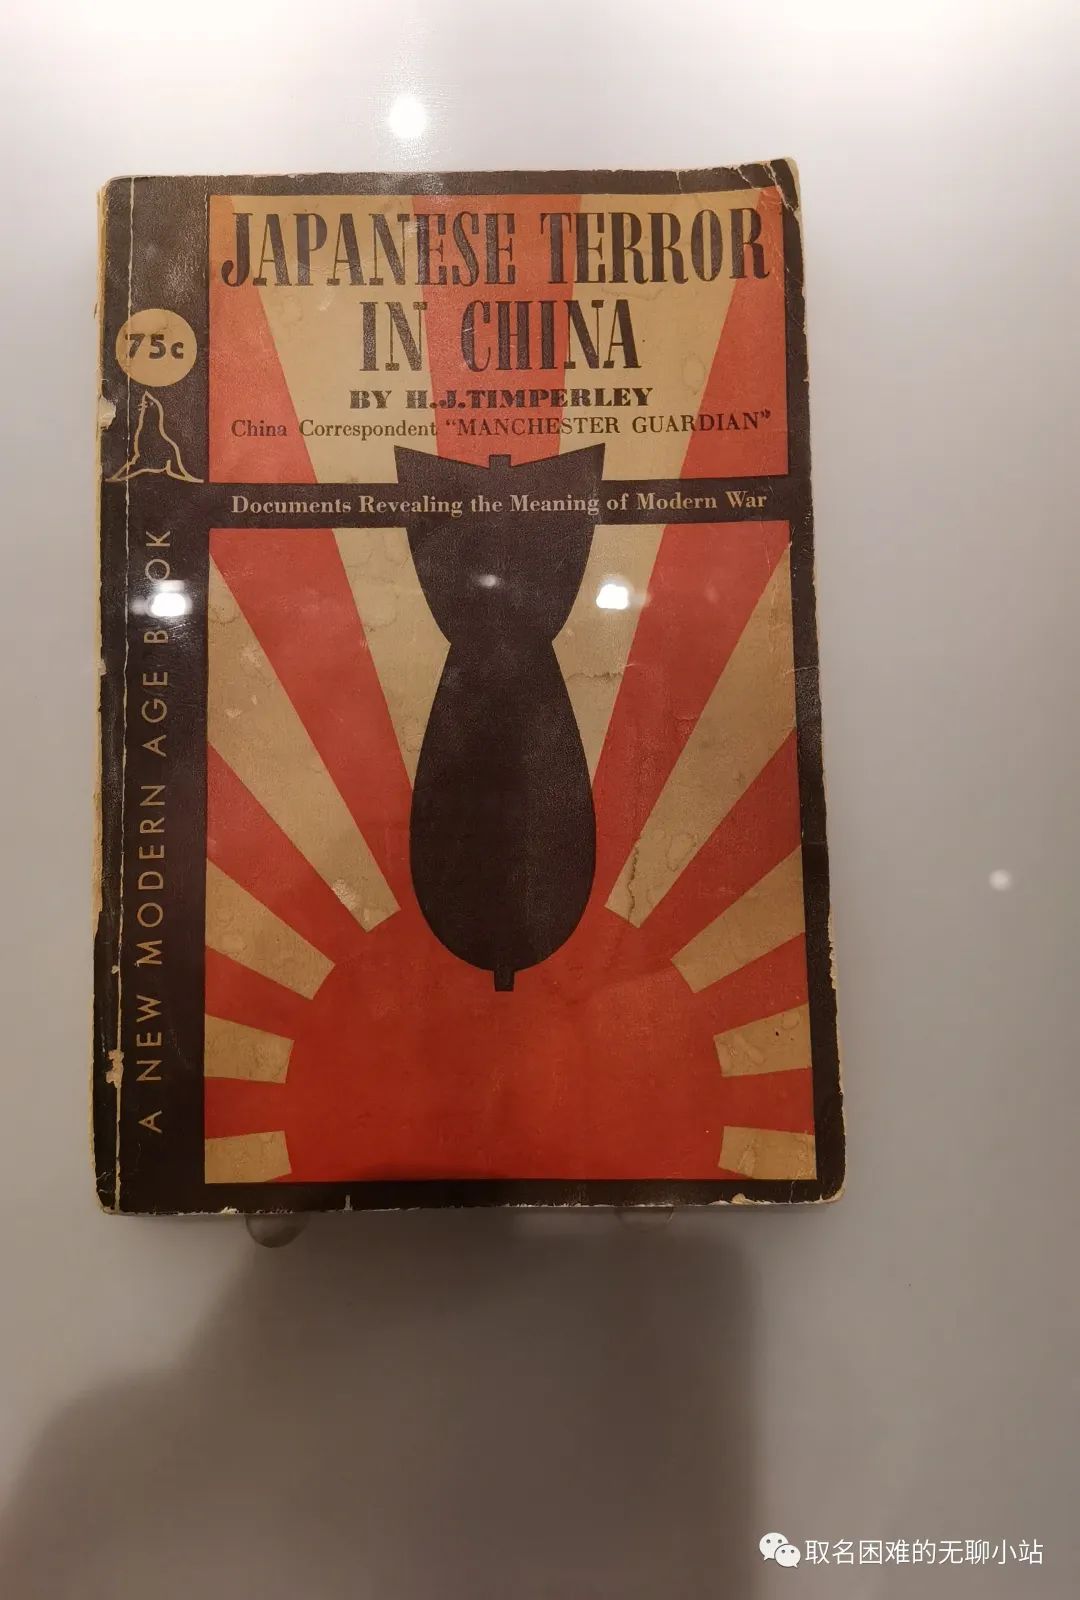 JAPANESE TERROR
IN CHINA
BY H.J.TIMPERLEY
China Correspondent "MANCHESTER GUARDIAN"
Documents Revealing the Meaning of Modern War
75c
A NEW MODERN AGE BOOK
取名困难的无聊小站